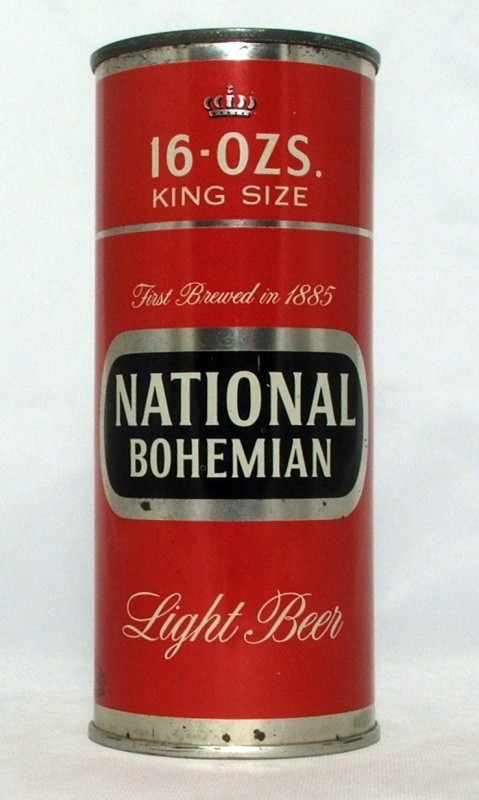 16-OZS.
KING SIZE
First Brewed in 1885
NATIONAL
BOHEMIAN
Light Beer